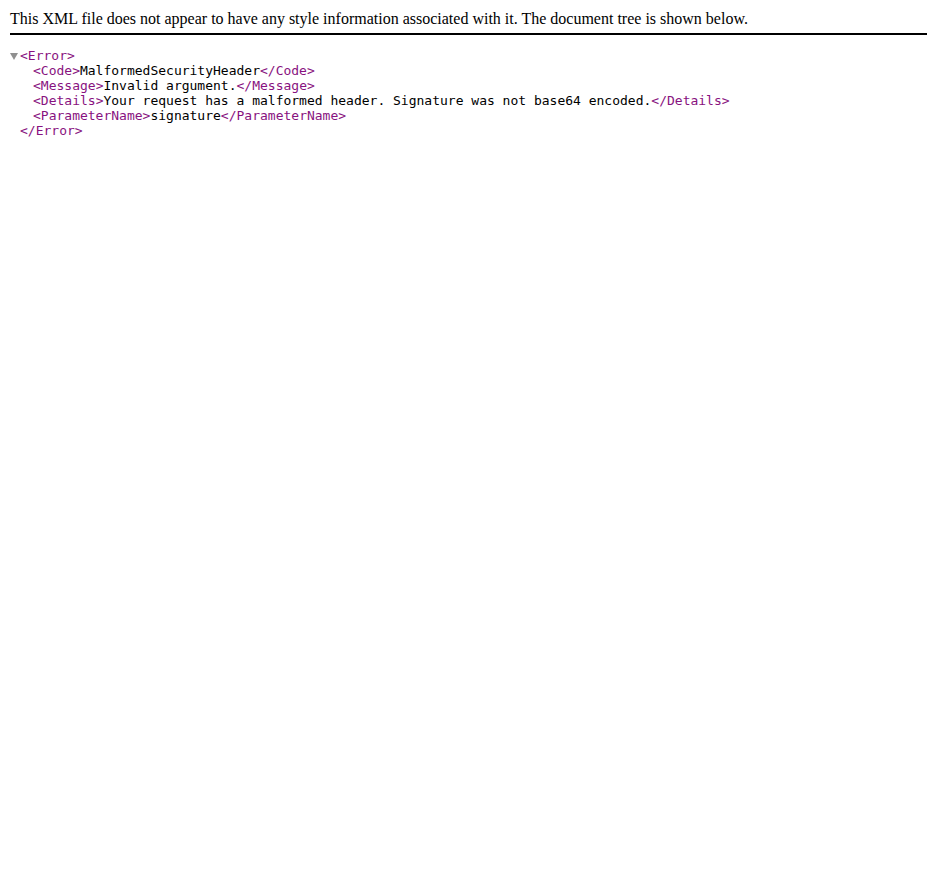 This XML file does not appear to have any style information associated with it. The document tree is shown below.
<Error>
<Code>MalformedSecurityHeader</Code>
<Message>Invalid argument.</Message>
<Details>Your request has a malformed header. Signature was not base64 encoded.</Details>
<ParameterName>signature</ParameterName>
</Error>